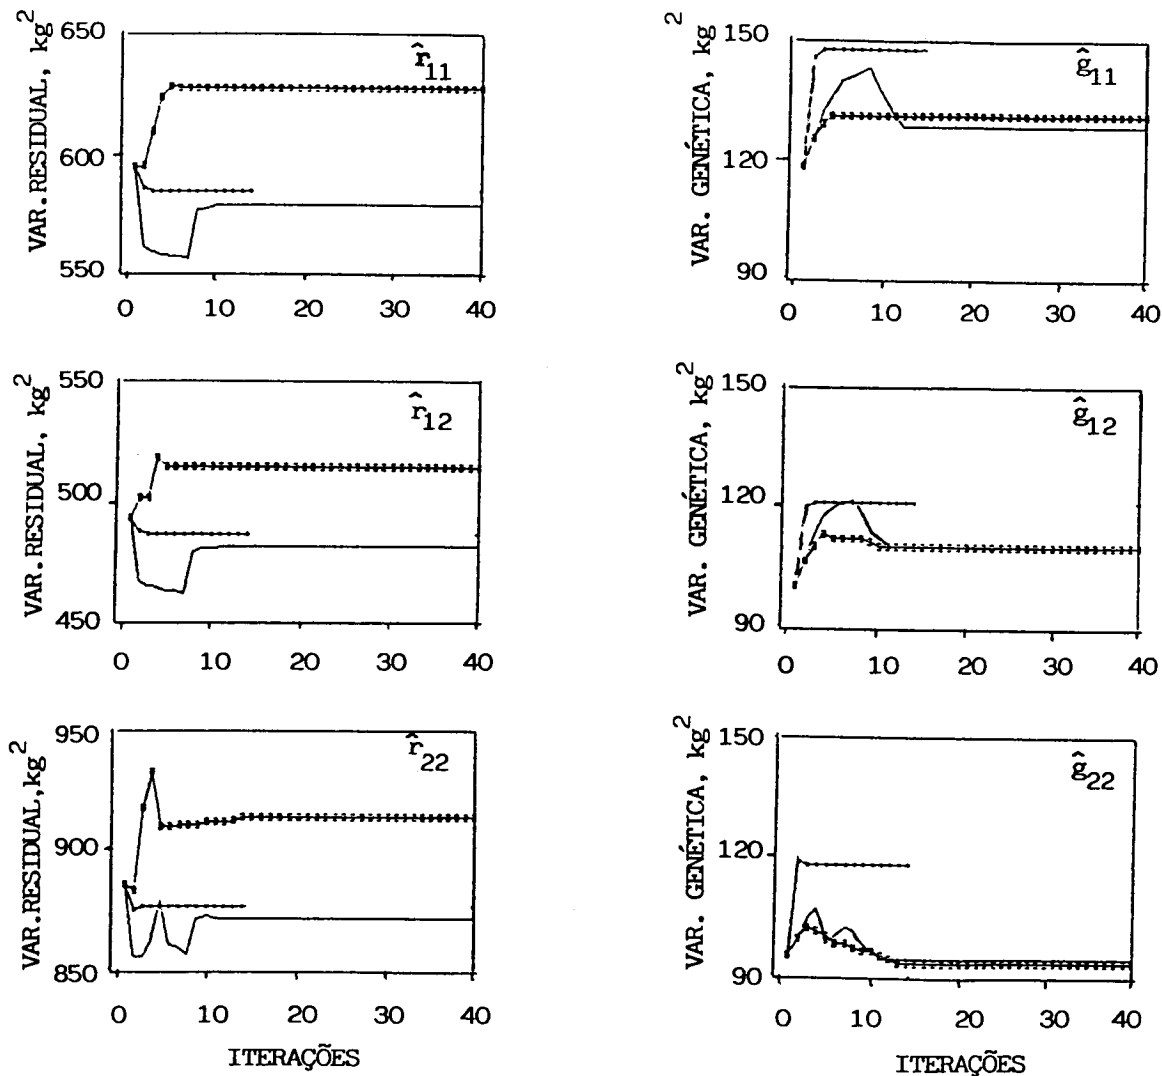 VAR.RESIDUAL, kg²
650
600
550
r̂₁₁
0 10 20 30 40
VAR. GENÉTICA, kg²
150
120
90
ĝ₁₁
0 10 20 30 40
VAR.RESIDUAL, kg²
550
500
450
r̂₁₂
0 10 20 30 40
VAR. GENÉTICA, kg²
150
120
90
ĝ₁₂
0 10 20 30 40
VAR.RESIDUAL,kg²
950
900
850
r̂₂₂
0 10 20 30 40
ITERAÇÕES
VAR. GENÉTICA, kg²
150
120
90
ĝ₂₂
0 10 20 30 40
ITERAÇÕES